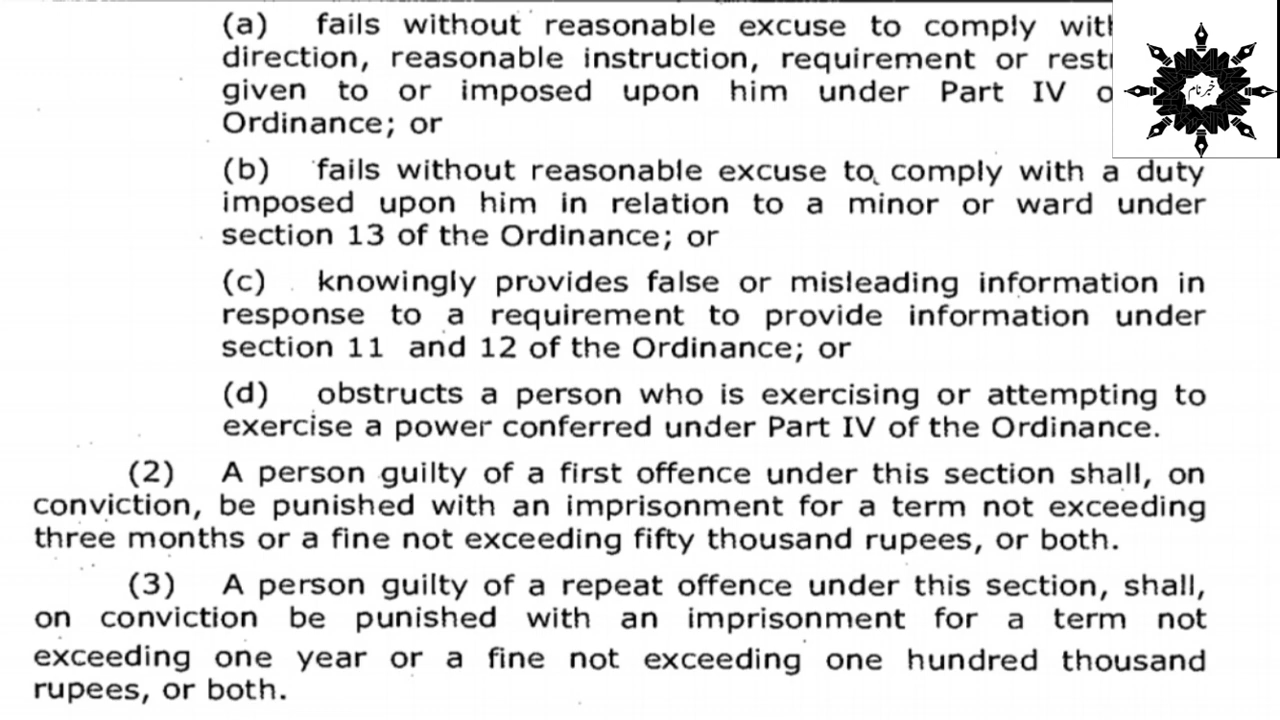 (a) fails without reasonable excuse to comply with
direction, reasonable instruction, requirement or
given to or imposed upon him under Part IV
Ordinance; or
خبرنامہ
(b) fails without reasonable excuse to comply with a duty
imposed upon him in relation to a minor or ward under
section 13 of the Ordinance; or
(c) knowingly provides false or misleading information in
response to a requirement to provide information under
section 11 and 12 of the Ordinance; or
(d) obstructs a person who is exercising or attempting to
exercise a power conferred under Part IV of the Ordinance.
(2) A person guilty of a first offence under this section shall, on
conviction, be punished with an imprisonment for a term not exceeding
three months or a fine not exceeding fifty thousand rupees, or both.
(3) A person guilty of a repeat offence under this section, shall,
on conviction be punished with an imprisonment for a term not
exceeding one year or a fine not exceeding one hundred thousand
rupees, or both.